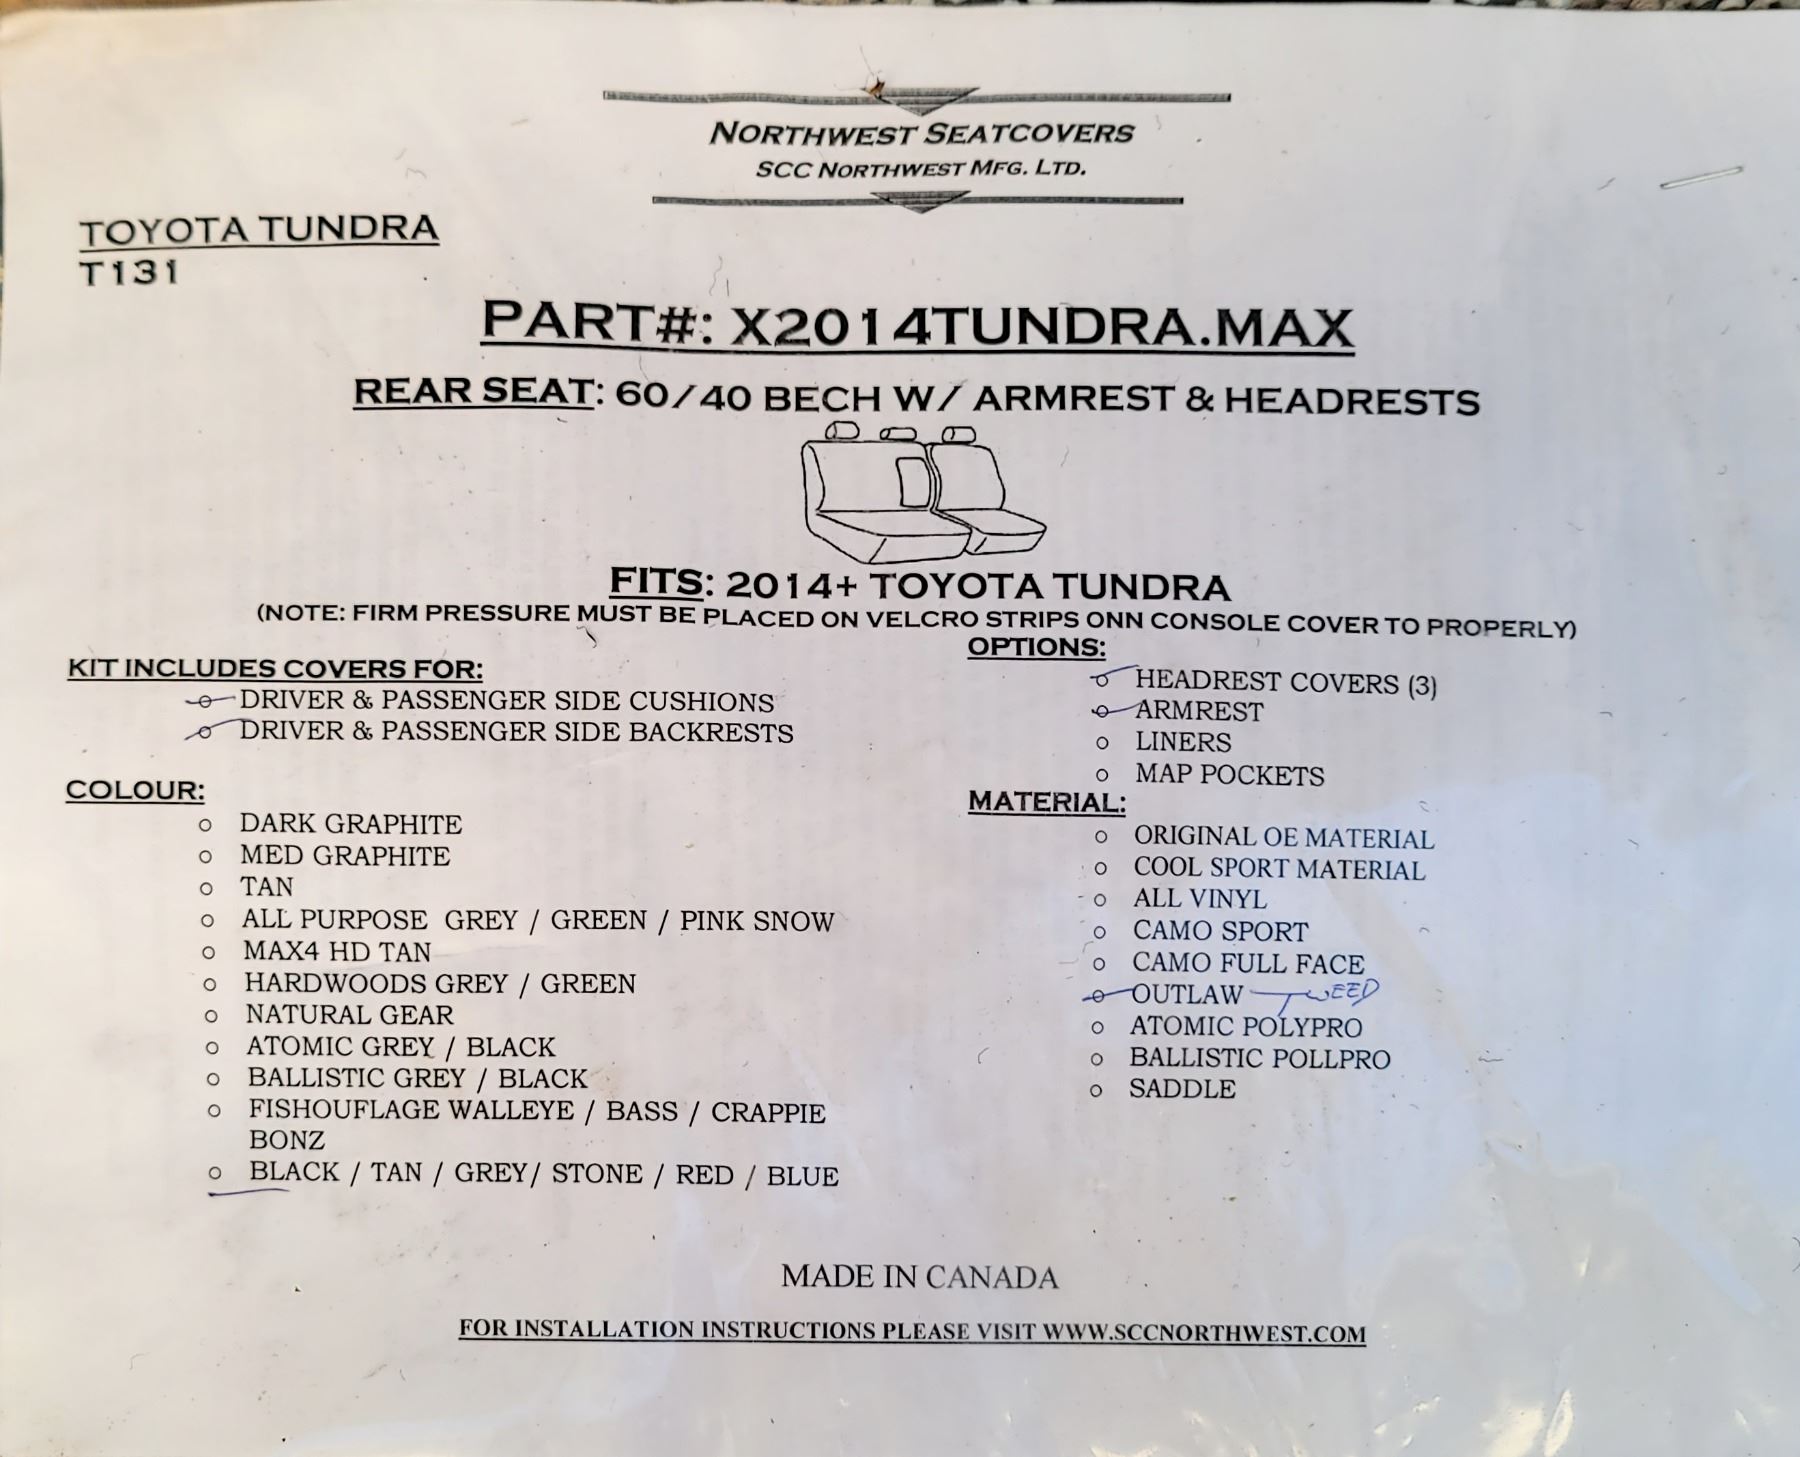 NORTHWEST SEATCOVERS
SCC NORTHWEST MFG. LTD.
TOYOTA TUNDRA
T131
PART#: X2014TUNDRA.MAX
REAR SEAT: 60/40 BECH W/ ARMREST & HEADRESTS
FITS: 2014+ TOYOTA TUNDRA
(NOTE: FIRM PRESSURE MUST BE PLACED ON VELCRO STRIPS ONN CONSOLE COVER TO PROPERLY)
KIT INCLUDES COVERS FOR:
DRIVER & PASSENGER SIDE CUSHIONS
DRIVER & PASSENGER SIDE BACKRESTS
COLOUR:
DARK GRAPHITE
MED GRAPHITE
TAN
ALL PURPOSE GREY / GREEN / PINK SNOW
MAX4 HD TAN
HARDWOODS GREY / GREEN
NATURAL GEAR
ATOMIC GREY / BLACK
BALLISTIC GREY / BLACK
FISHOUFLAGE WALLEYE / BASS / CRAPPIE
BONZ
BLACK / TAN / GREY/ STONE / RED / BLUE
OPTIONS:
HEADREST COVERS (3)
ARMREST
LINERS
MAP POCKETS
MATERIAL:
ORIGINAL OE MATERIAL
COOL SPORT MATERIAL
ALL VINYL
CAMO SPORT
CAMO FULL FACE
OUTLAW TWEED
ATOMIC POLYPRO
BALLISTIC POLLPRO
SADDLE
MADE IN CANADA
FOR INSTALLATION INSTRUCTIONS PLEASE VISIT WWW.SCCNORTHWEST.COM